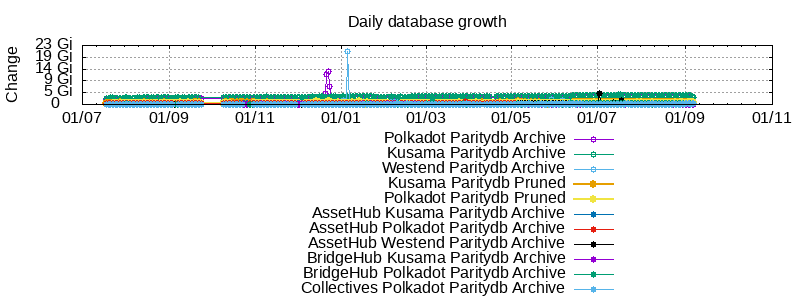 Daily database growth
Change
23 Gi
19 Gi
14 Gi
9 Gi
5 Gi
0
01/07 01/09 01/11 01/01 01/03 01/05 01/07 01/09 01/11
Polkadot Paritydb Archive
Kusama Paritydb Archive
Westend Paritydb Archive
Kusama Paritydb Pruned
Polkadot Paritydb Pruned
AssetHub Kusama Paritydb Archive
AssetHub Polkadot Paritydb Archive
AssetHub Westend Paritydb Archive
BridgeHub Kusama Paritydb Archive
BridgeHub Polkadot Paritydb Archive
Collectives Polkadot Paritydb Archive